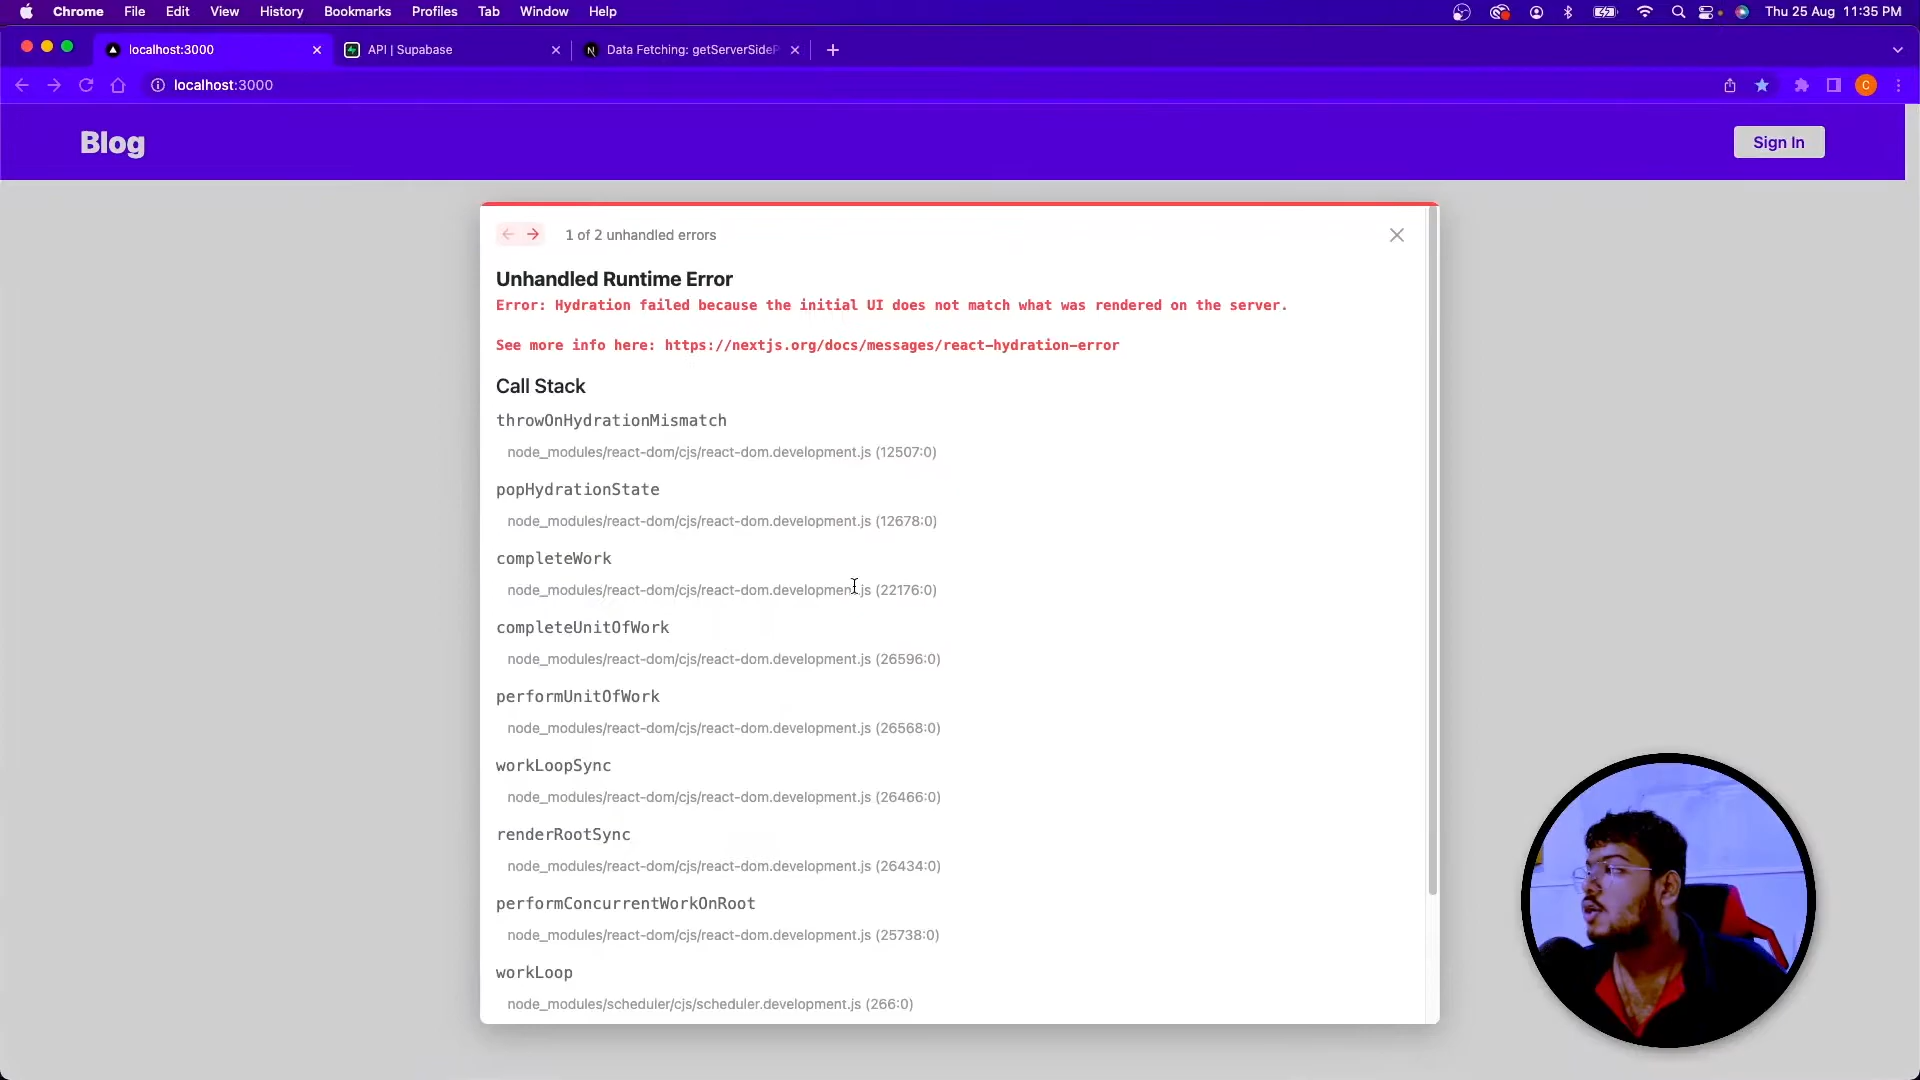 Chrome File Edit View History Bookmarks Profiles Tab Window Help Thu 25 Aug 11:35 PM
localhost:3000 API | Supabase Data Fetching: getServerSideP
localhost:3000 C
Blog Sign In
1 of 2 unhandled errors
Unhandled Runtime Error
Error: Hydration failed because the initial UI does not match what was rendered on the server.
See more info here: https://nextjs.org/docs/messages/react-hydration-error
Call Stack
throwOnHydrationMismatch
node_modules/react-dom/cjs/react-dom.development.js (12507:0)
popHydrationState
node_modules/react-dom/cjs/react-dom.development.js (12678:0)
completeWork
node_modules/react-dom/cjs/react-dom.development.js (22176:0)
completeUnitOfWork
node_modules/react-dom/cjs/react-dom.development.js (26596:0)
performUnitOfWork
node_modules/react-dom/cjs/react-dom.development.js (26568:0)
workLoopSync
node_modules/react-dom/cjs/react-dom.development.js (26466:0)
renderRootSync
node_modules/react-dom/cjs/react-dom.development.js (26434:0)
performConcurrentWorkOnRoot
node_modules/react-dom/cjs/react-dom.development.js (25738:0)
workLoop
node_modules/scheduler/cjs/scheduler.development.js (266:0)